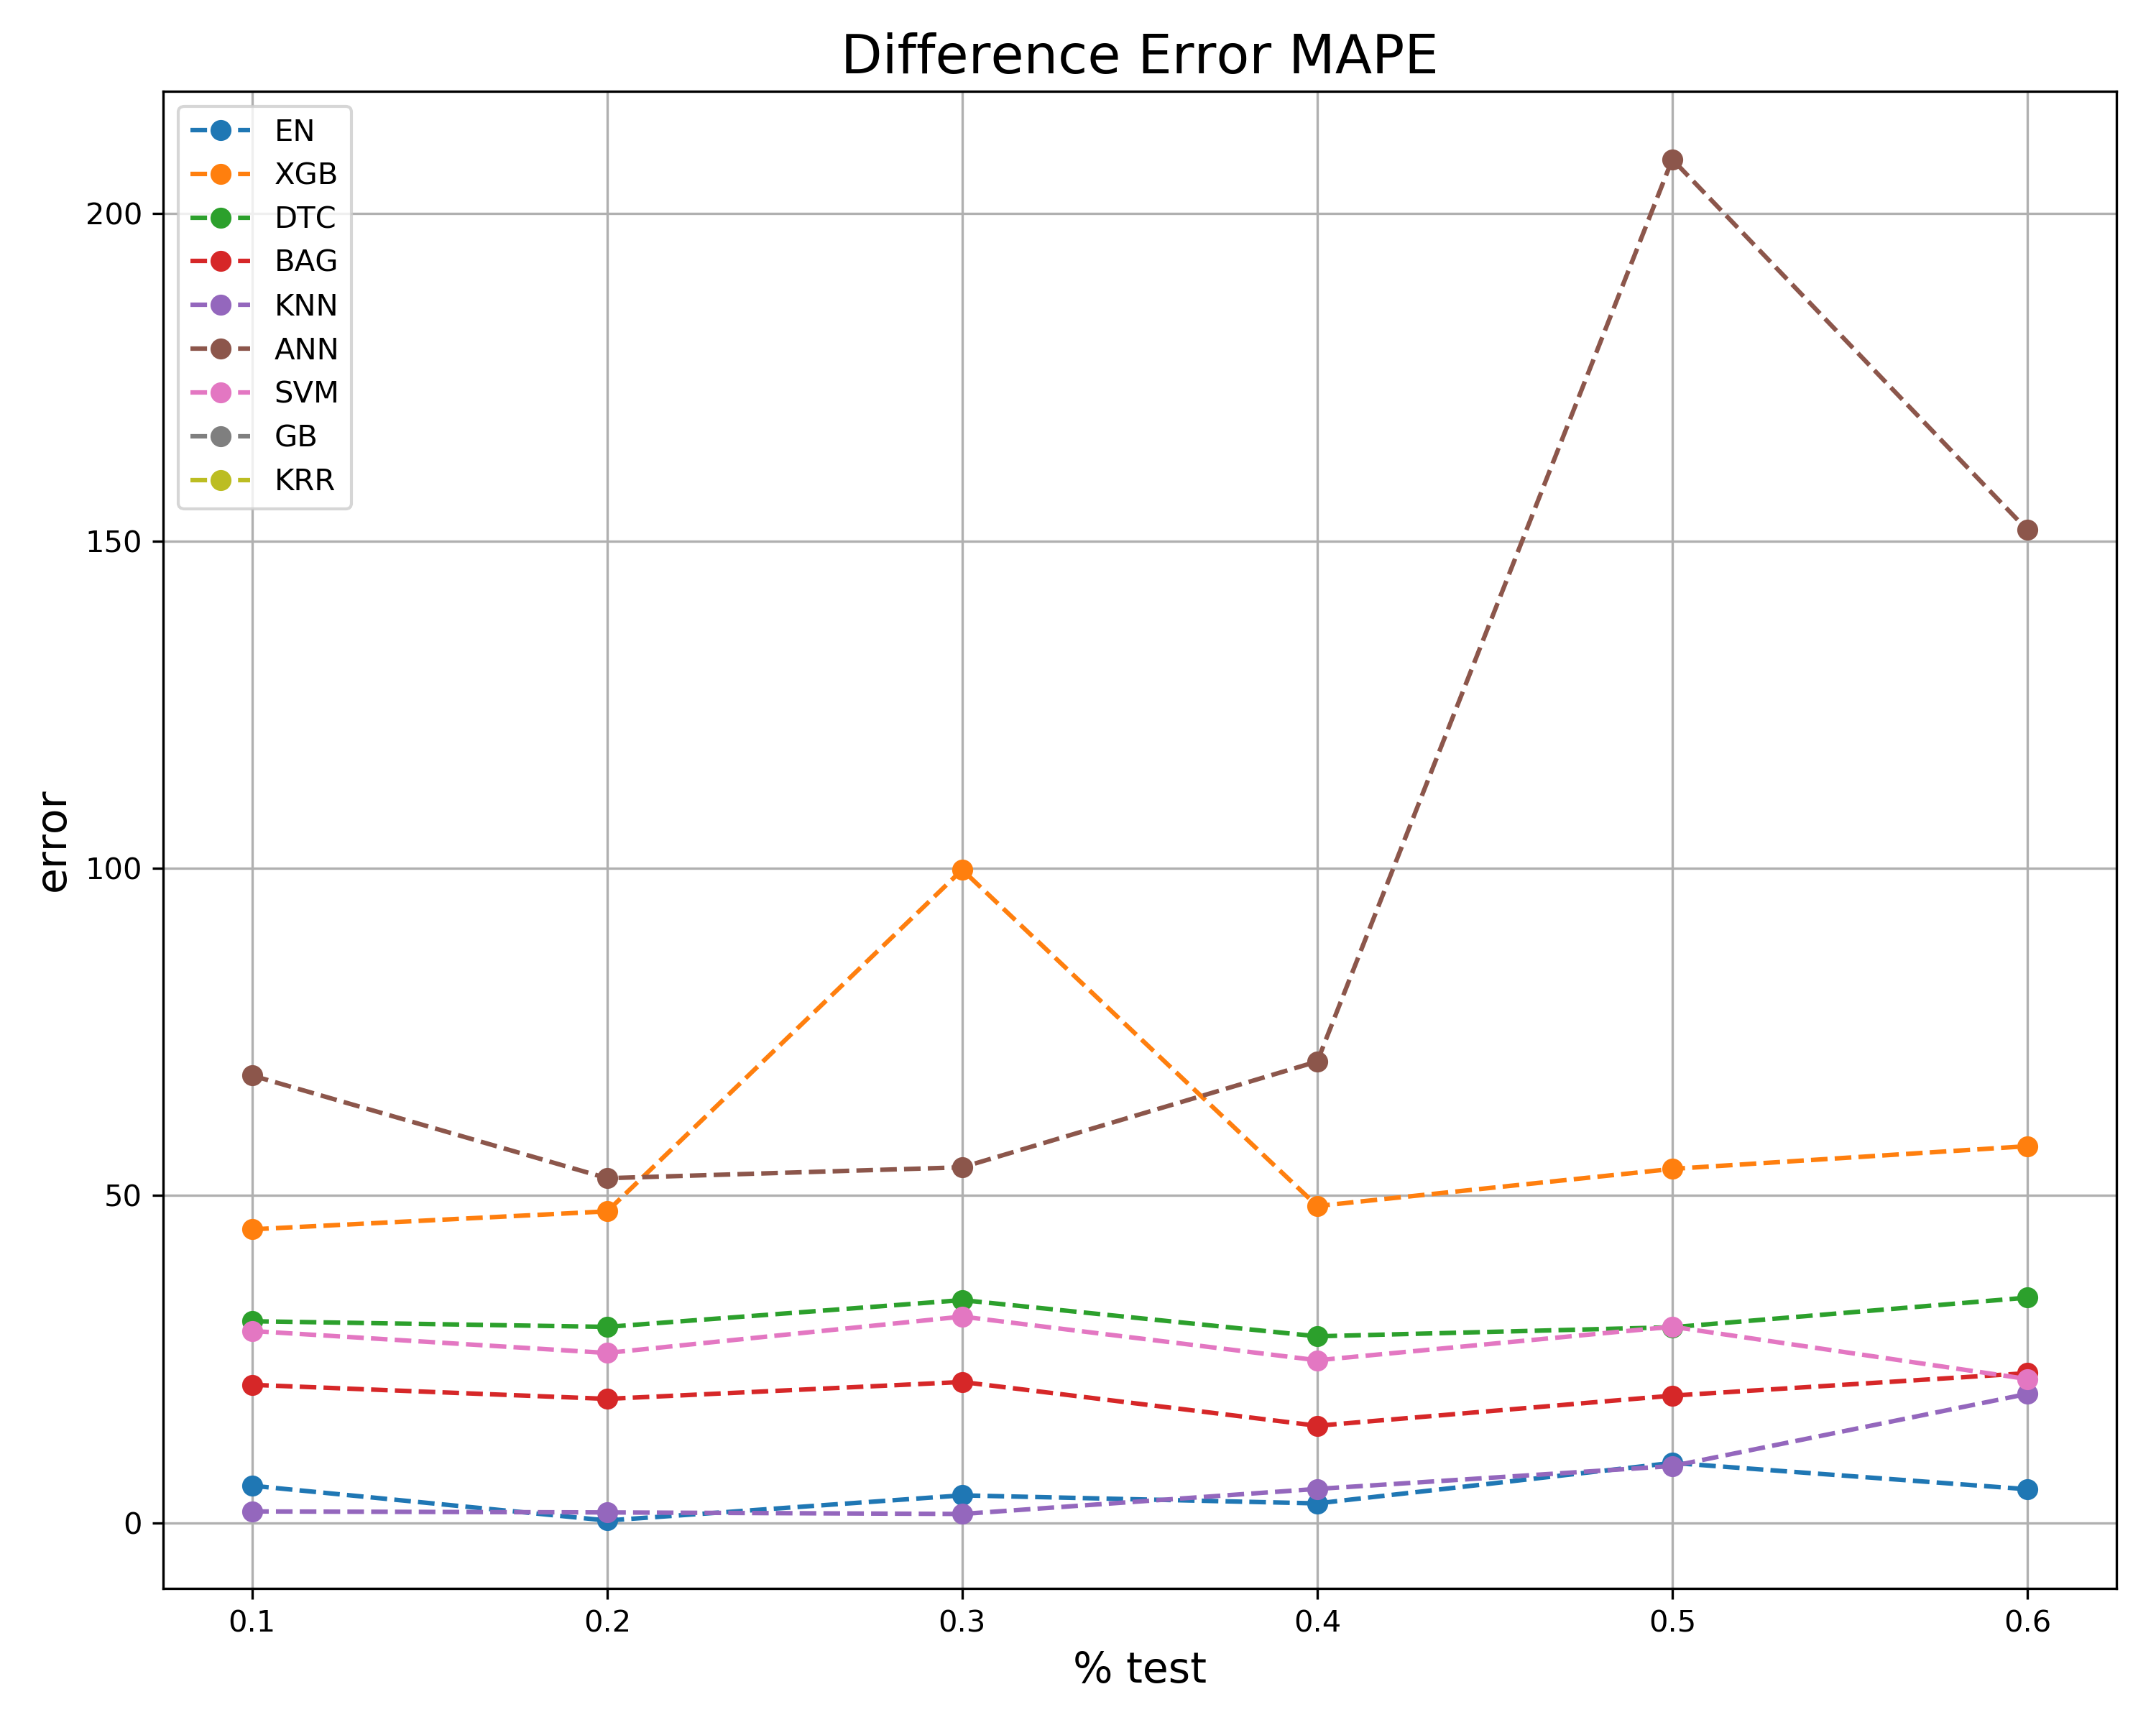 Difference Error MAPE
EN
XGB
DTC
BAG
KNN
ANN
SVM
GB
KRR
200
150
100
50
0
error
0.1 0.2 0.3 0.4 0.5 0.6
% test